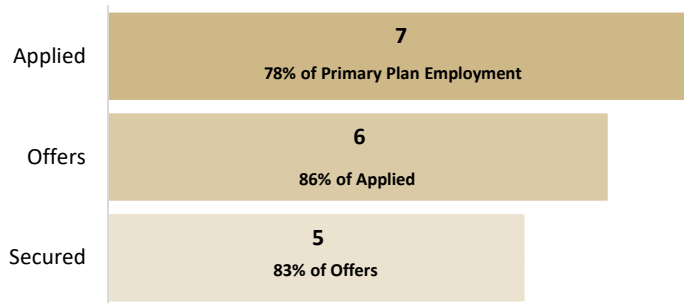 Applied
7
78% of Primary Plan Employment
Offers
6
86% of Applied
Secured
5
83% of Offers